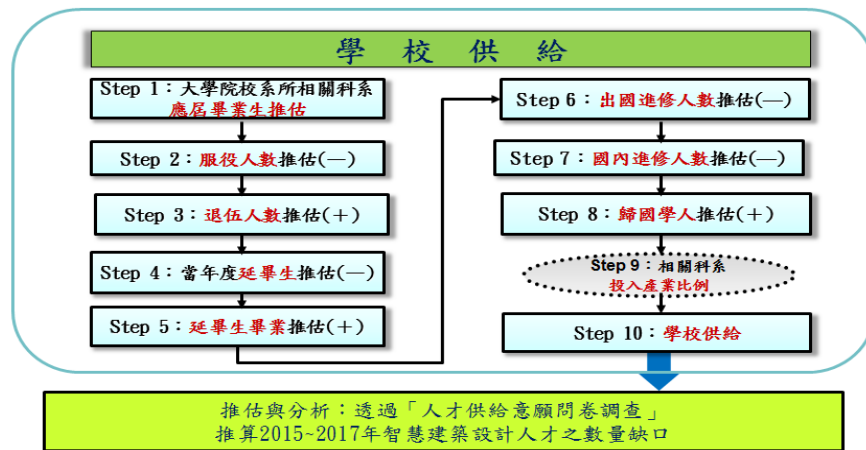 學 校 供 給
Step 1：大學院校系所相關科系
應屆畢業生推估
Step 2：服役人數推估(—)
Step 3：退伍人數推估(＋)
Step 4：當年度延畢生推估(—)
Step 5：延畢生畢業推估(＋)
Step 6：出國進修人數推估(—)
Step 7：國內進修人數推估(—)
Step 8：歸國學人推估(＋)
Step 9：相關科系
投入產業比例
Step 10：學校供給
推估與分析：透過「人才供給意願問卷調查」
推算2015~2017年智慧建築設計人才之數量缺口